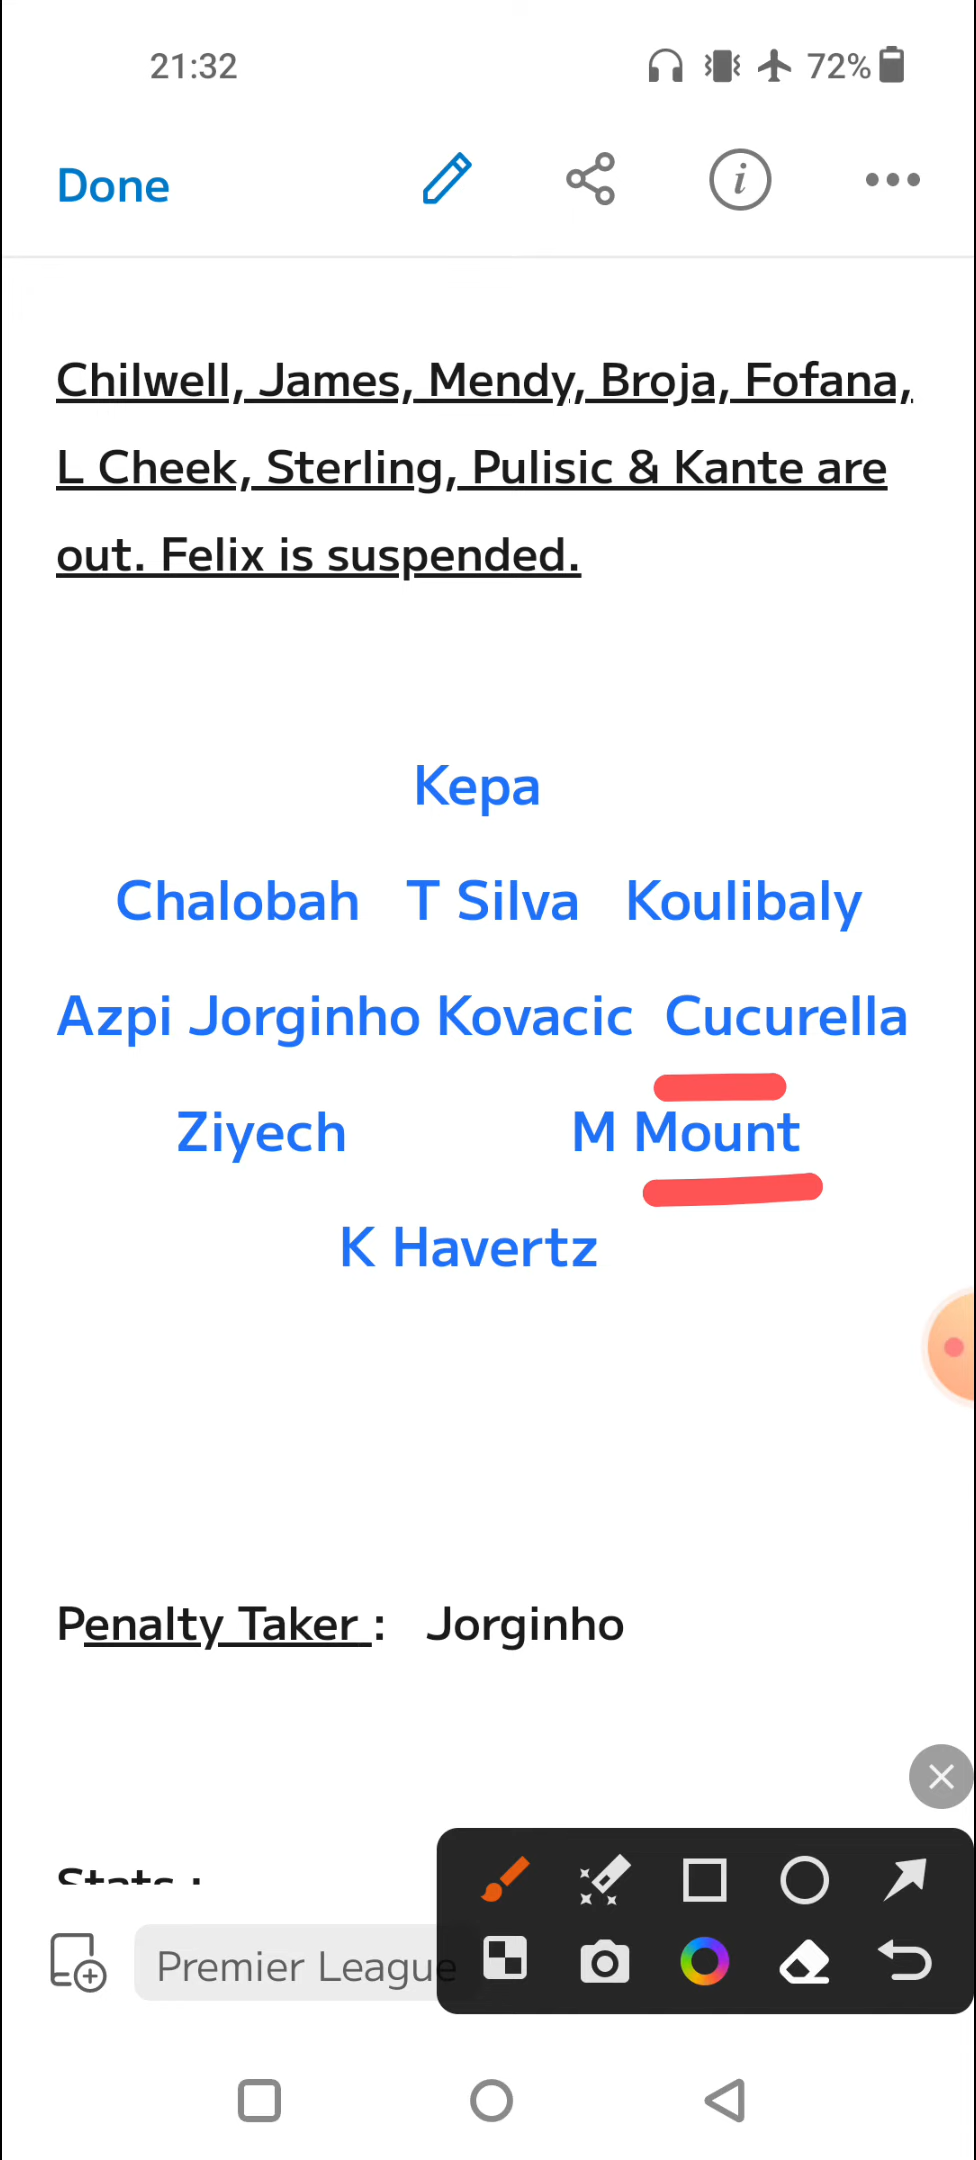 21:32
72%
Done
Chilwell, James, Mendy, Broja, Fofana,
L Cheek, Sterling, Pulisic & Kante are
out. Felix is suspended.
Kepa
Chalobah T Silva Koulibaly
Azpi Jorginho Kovacic Cucurella
Ziyech M Mount
K Havertz
Penalty Taker : Jorginho
Stats :
Premier League